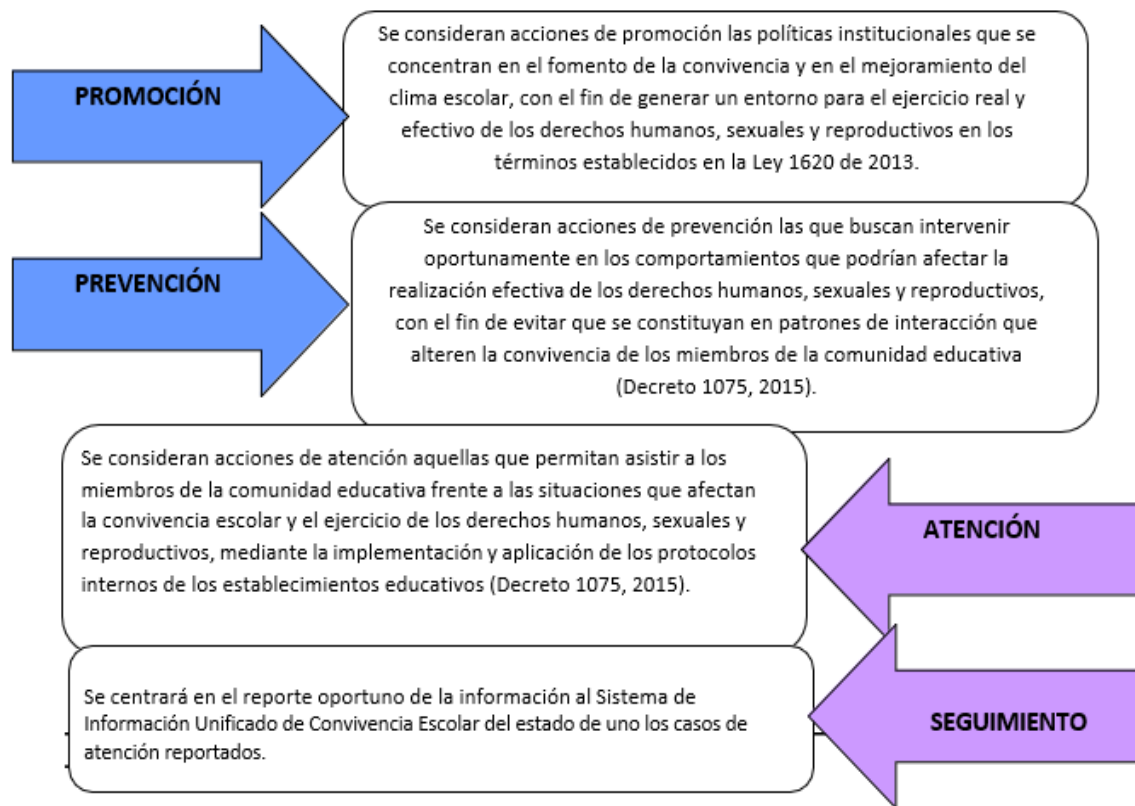 PROMOCIÓN
Se consideran acciones de promoción las políticas institucionales que se
concentran en el fomento de la convivencia y en el mejoramiento del
clima escolar, con el fin de generar un entorno para el ejercicio real y
efectivo de los derechos humanos, sexuales y reproductivos en los
términos establecidos en la Ley 1620 de 2013.
PREVENCIÓN
Se consideran acciones de prevención las que buscan intervenir
oportunamente en los comportamientos que podrían afectar la
realización efectiva de los derechos humanos, sexuales y reproductivos,
con el fin de evitar que se constituyan en patrones de interacción que
alteren la convivencia de los miembros de la comunidad educativa
(Decreto 1075, 2015).
Se consideran acciones de atención aquellas que permitan asistir a los
miembros de la comunidad educativa frente a las situaciones que afectan
la convivencia escolar y el ejercicio de los derechos humanos, sexuales y
reproductivos, mediante la implementación y aplicación de los protocolos
internos de los establecimientos educativos (Decreto 1075, 2015).
ATENCIÓN
Se centrará en el reporte oportuno de la información al Sistema de
Información Unificado de Convivencia Escolar del estado de uno los casos de
atención reportados.
SEGUIMIENTO